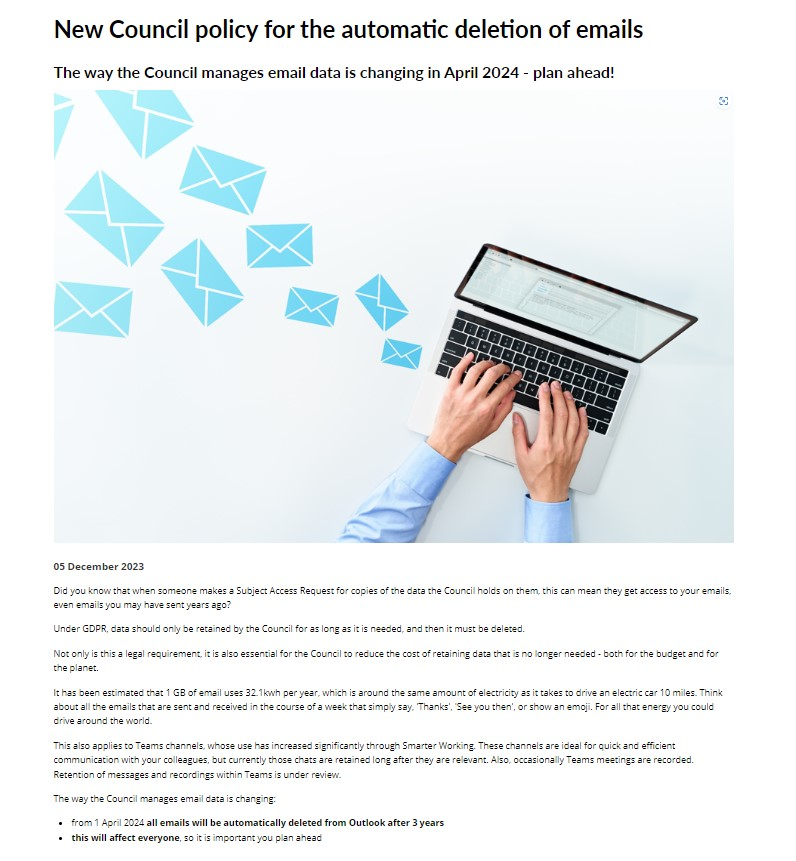 New Council policy for the automatic deletion of emails
The way the Council manages email data is changing in April 2024 - plan ahead!
05 December 2023
Did you know that when someone makes a Subject Access Request for copies of the data the Council holds on them, this can mean they get access to your emails,
even emails you may have sent years ago?
Under GDPR, data should only be retained by the Council for as long as it is needed, and then it must be deleted.
Not only is this a legal requirement, it is also essential for the Council to reduce the cost of retaining data that is no longer needed - both for the budget and for
the planet.
It has been estimated that 1 GB of email uses 32.1kwh per year, which is around the same amount of electricity as it takes to drive an electric car 10 miles. Think
about all the emails that are sent and received in the course of a week that simply say, 'Thanks', 'See you then', or show an emoji. For all that energy you could
drive around the world.
This also applies to Teams channels, whose use has increased significantly through Smarter Working. These channels are ideal for quick and efficient
communication with your colleagues, but currently those chats are retained long after they are relevant. Also, occasionally Teams meetings are recorded.
Retention of messages and recordings within Teams is under review.
The way the Council manages email data is changing:
• from 1 April 2024 all emails will be automatically deleted from Outlook after 3 years
• this will affect everyone, so it is important you plan ahead